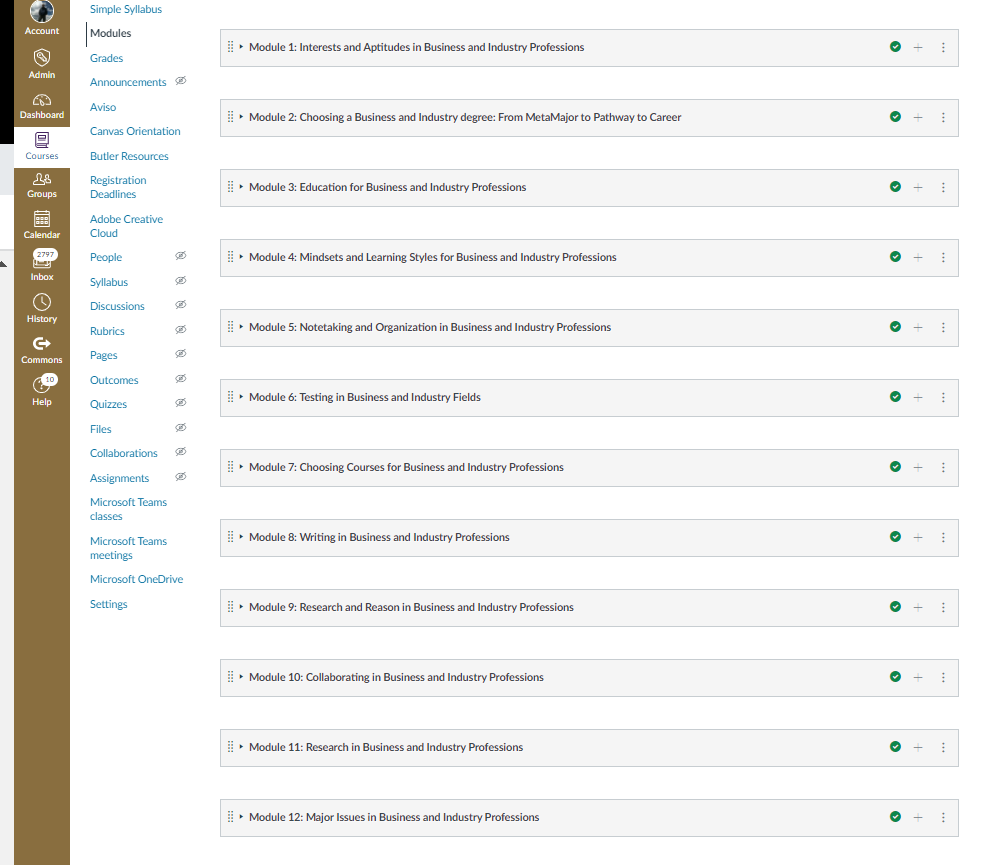 Account
Admin
Dashboard
Courses
Groups
Calendar
2797
Inbox
History
Commons
10
Help
Simple Syllabus
Modules
Grades
Announcements
Aviso
Canvas Orientation
Butler Resources
Registration
Deadlines
Adobe Creative
Cloud
People
Syllabus
Discussions
Rubrics
Pages
Outcomes
Quizzes
Files
Collaborations
Assignments
Microsoft Teams
classes
Microsoft Teams
meetings
Microsoft OneDrive
Settings
Module 1: Interests and Aptitudes in Business and Industry Professions
Module 2: Choosing a Business and Industry degree: From MetaMajor to Pathway to Career
Module 3: Education for Business and Industry Professions
Module 4: Mindsets and Learning Styles for Business and Industry Professions
Module 5: Notetaking and Organization in Business and Industry Professions
Module 6: Testing in Business and Industry Fields
Module 7: Choosing Courses for Business and Industry Professions
Module 8: Writing in Business and Industry Professions
Module 9: Research and Reason in Business and Industry Professions
Module 10: Collaborating in Business and Industry Professions
Module 11: Research in Business and Industry Professions
Module 12: Major Issues in Business and Industry Professions